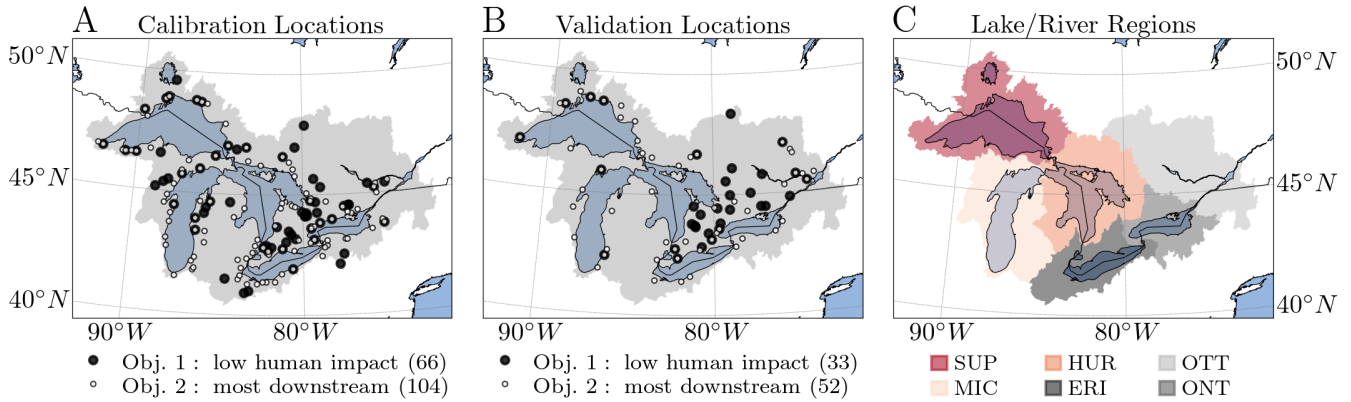 A Calibration Locations
50°N
45°N
40°N
90°W 80°W
Obj. 1 : low human impact (66)
Obj. 2 : most downstream (104)
B Validation Locations
90°W 80°W
Obj. 1 : low human impact (33)
Obj. 2 : most downstream (52)
C Lake/River Regions
50°N
45°N
40°N
90°W 80°W
SUP HUR OTT
MIC ERI ONT